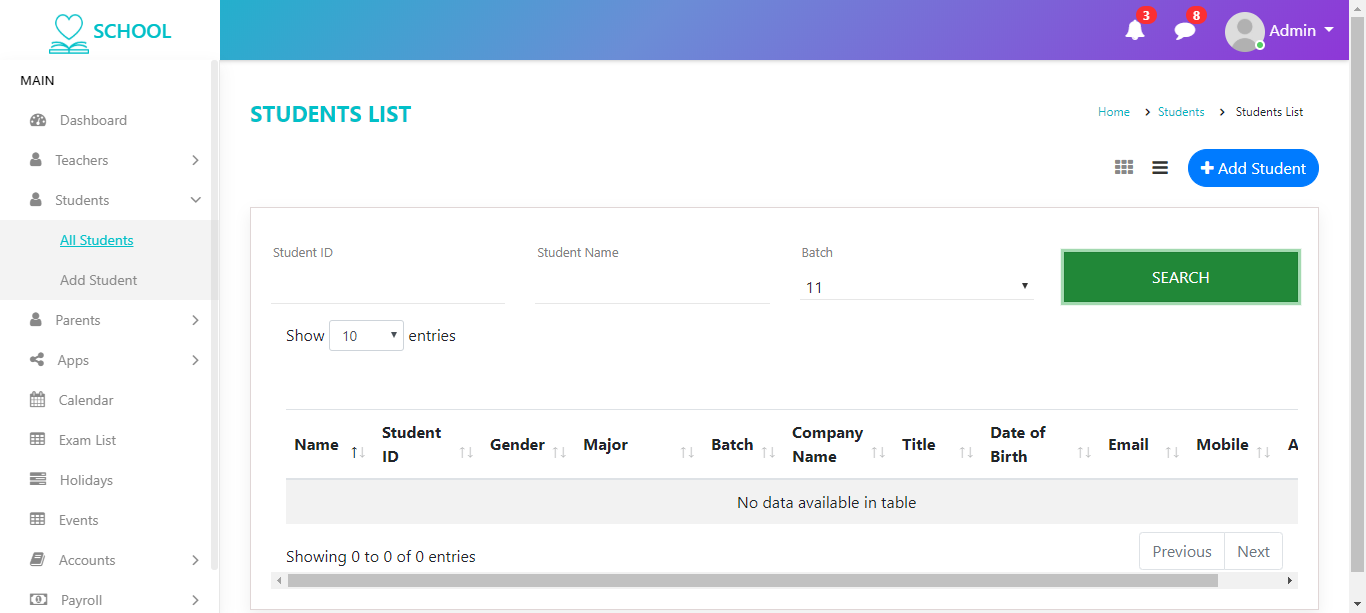 SCHOOL
3
8
Admin
MAIN
Dashboard
Teachers
Students
All Students
Add Student
Parents
Apps
Calendar
Exam List
Holidays
Events
Accounts
Payroll
STUDENTS LIST
Home > Students > Students List
Add Student
Student ID
Student Name
Batch
11
SEARCH
Show 10 entries
Name
Student
ID
Gender
Major
Batch
Company
Name
Title
Date of
Birth
Email
Mobile
A
No data available in table
Showing 0 to 0 of 0 entries
Previous
Next